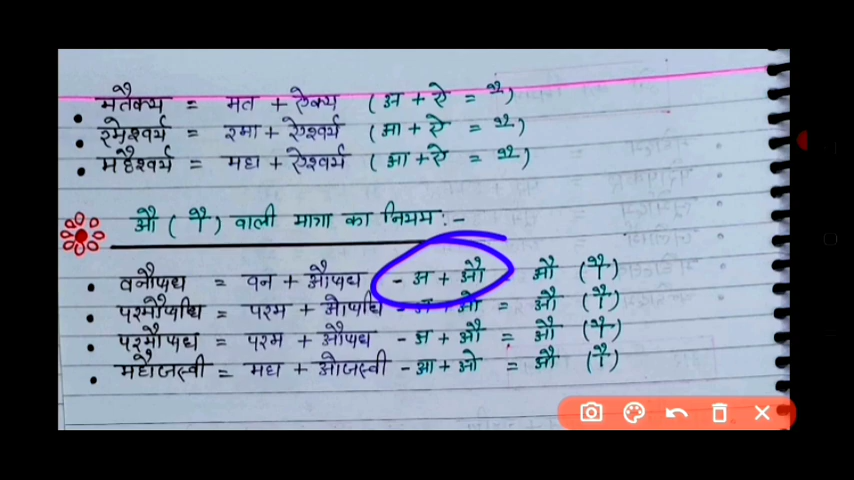 मतैक्य = मत + ऐक्य (अ + ऐ = ै)
रमैश्वर्य = रमा + ऐश्वर्य (आ + ऐ = ै)
महैश्वर्य = महा + ऐश्वर्य (आ + ऐ = ै)
औ (ौ) वाली मात्रा का नियम :-
वनौषध = वन + औषध - अ + औ = औ (ौ)
परमौषधि = परम + ओषधि - अ + ओ = औ (ौ)
परमौषध = परम + औषध - अ + औ = औ (ौ)
महौजस्वी = महा + ओजस्वी - आ + ओ = औ (ौ)